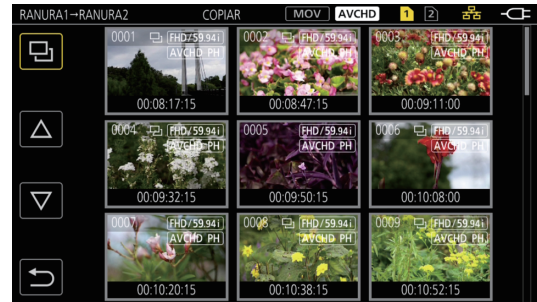 RANURA1→RANURA2 COPIAR MOV AVCHD 1 2
0001 FHD/59.94i 0002 FHD/59.94i 0003 FHD/59.94i
AVCHD PH AVCHD PH AVCHD PH
00:08:17:15 00:08:47:15 00:09:11:00
0004 FHD/59.94i 0005 FHD/59.94i 0006 FHD/59.94i
AVCHD PH AVCHD PH AVCHD PH
00:09:32:15 00:09:50:15 00:10:08:00
0007 FHD/59.94i 0008 FHD/59.94i 0009 FHD/59.94i
AVCHD PH AVCHD PH AVCHD PH
00:10:20:15 00:10:38:15 00:10:52:15